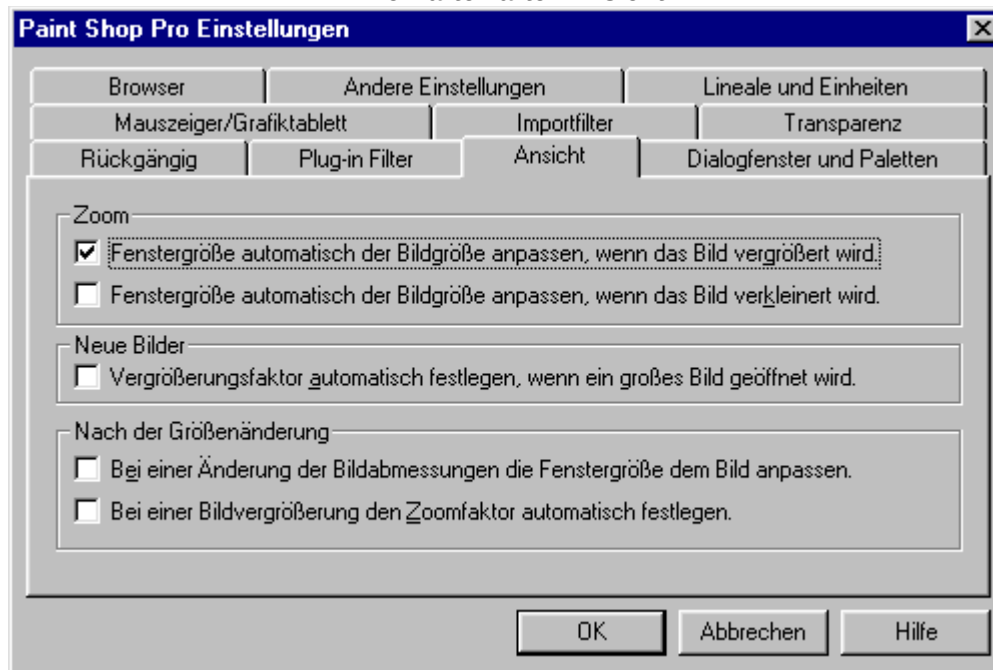 Paint Shop Pro Einstellungen
Browser
Andere Einstellungen
Lineale und Einheiten
Mauszeiger/Grafiktablett
Importfilter
Transparenz
Rückgängig
Plug-in Filter
Ansicht
Dialogfenster und Paletten
Zoom
Fenstergröße automatisch der Bildgröße anpassen, wenn das Bild vergrößert wird.
Fenstergröße automatisch der Bildgröße anpassen, wenn das Bild verkleinert wird.
Neue Bilder
Vergrößerungsfaktor automatisch festlegen, wenn ein großes Bild geöffnet wird.
Nach der Größenänderung
Bei einer Änderung der Bildabmessungen die Fenstergröße dem Bild anpassen.
Bei einer Bildvergrößerung den Zoomfaktor automatisch festlegen.
OK
Abbrechen
Hilfe